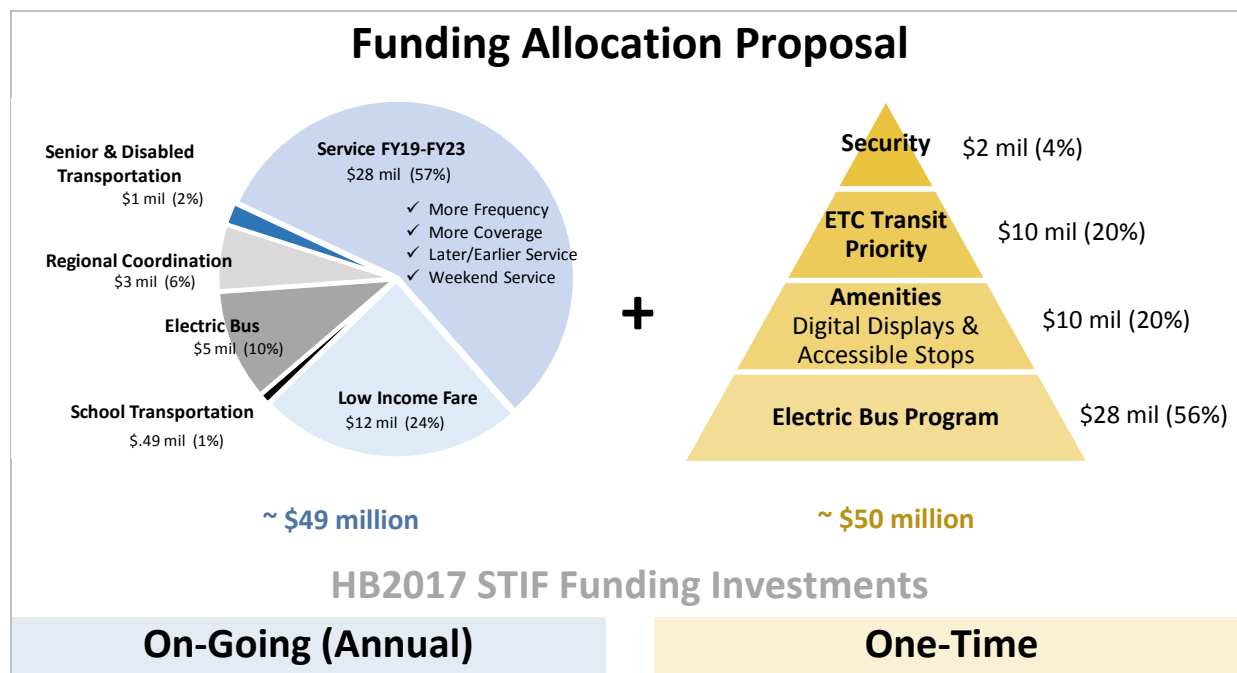 Funding Allocation Proposal
Senior & Disabled
Transportation
$1 mil (2%)
Regional Coordination
$3 mil (6%)
Electric Bus
$5 mil (10%)
School Transportation
$.49 mil (1%)
Service FY19-FY23
$28 mil (57%)
✓ More Frequency
✓ More Coverage
✓ Later/Earlier Service
✓ Weekend Service
Low Income Fare
$12 mil (24%)
~ $49 million
+
Security
$2 mil (4%)
ETC Transit
Priority
$10 mil (20%)
Amenities
Digital Displays &
Accessible Stops
$10 mil (20%)
Electric Bus Program
$28 mil (56%)
~ $50 million
HB2017 STIF Funding Investments
On-Going (Annual)
One-Time